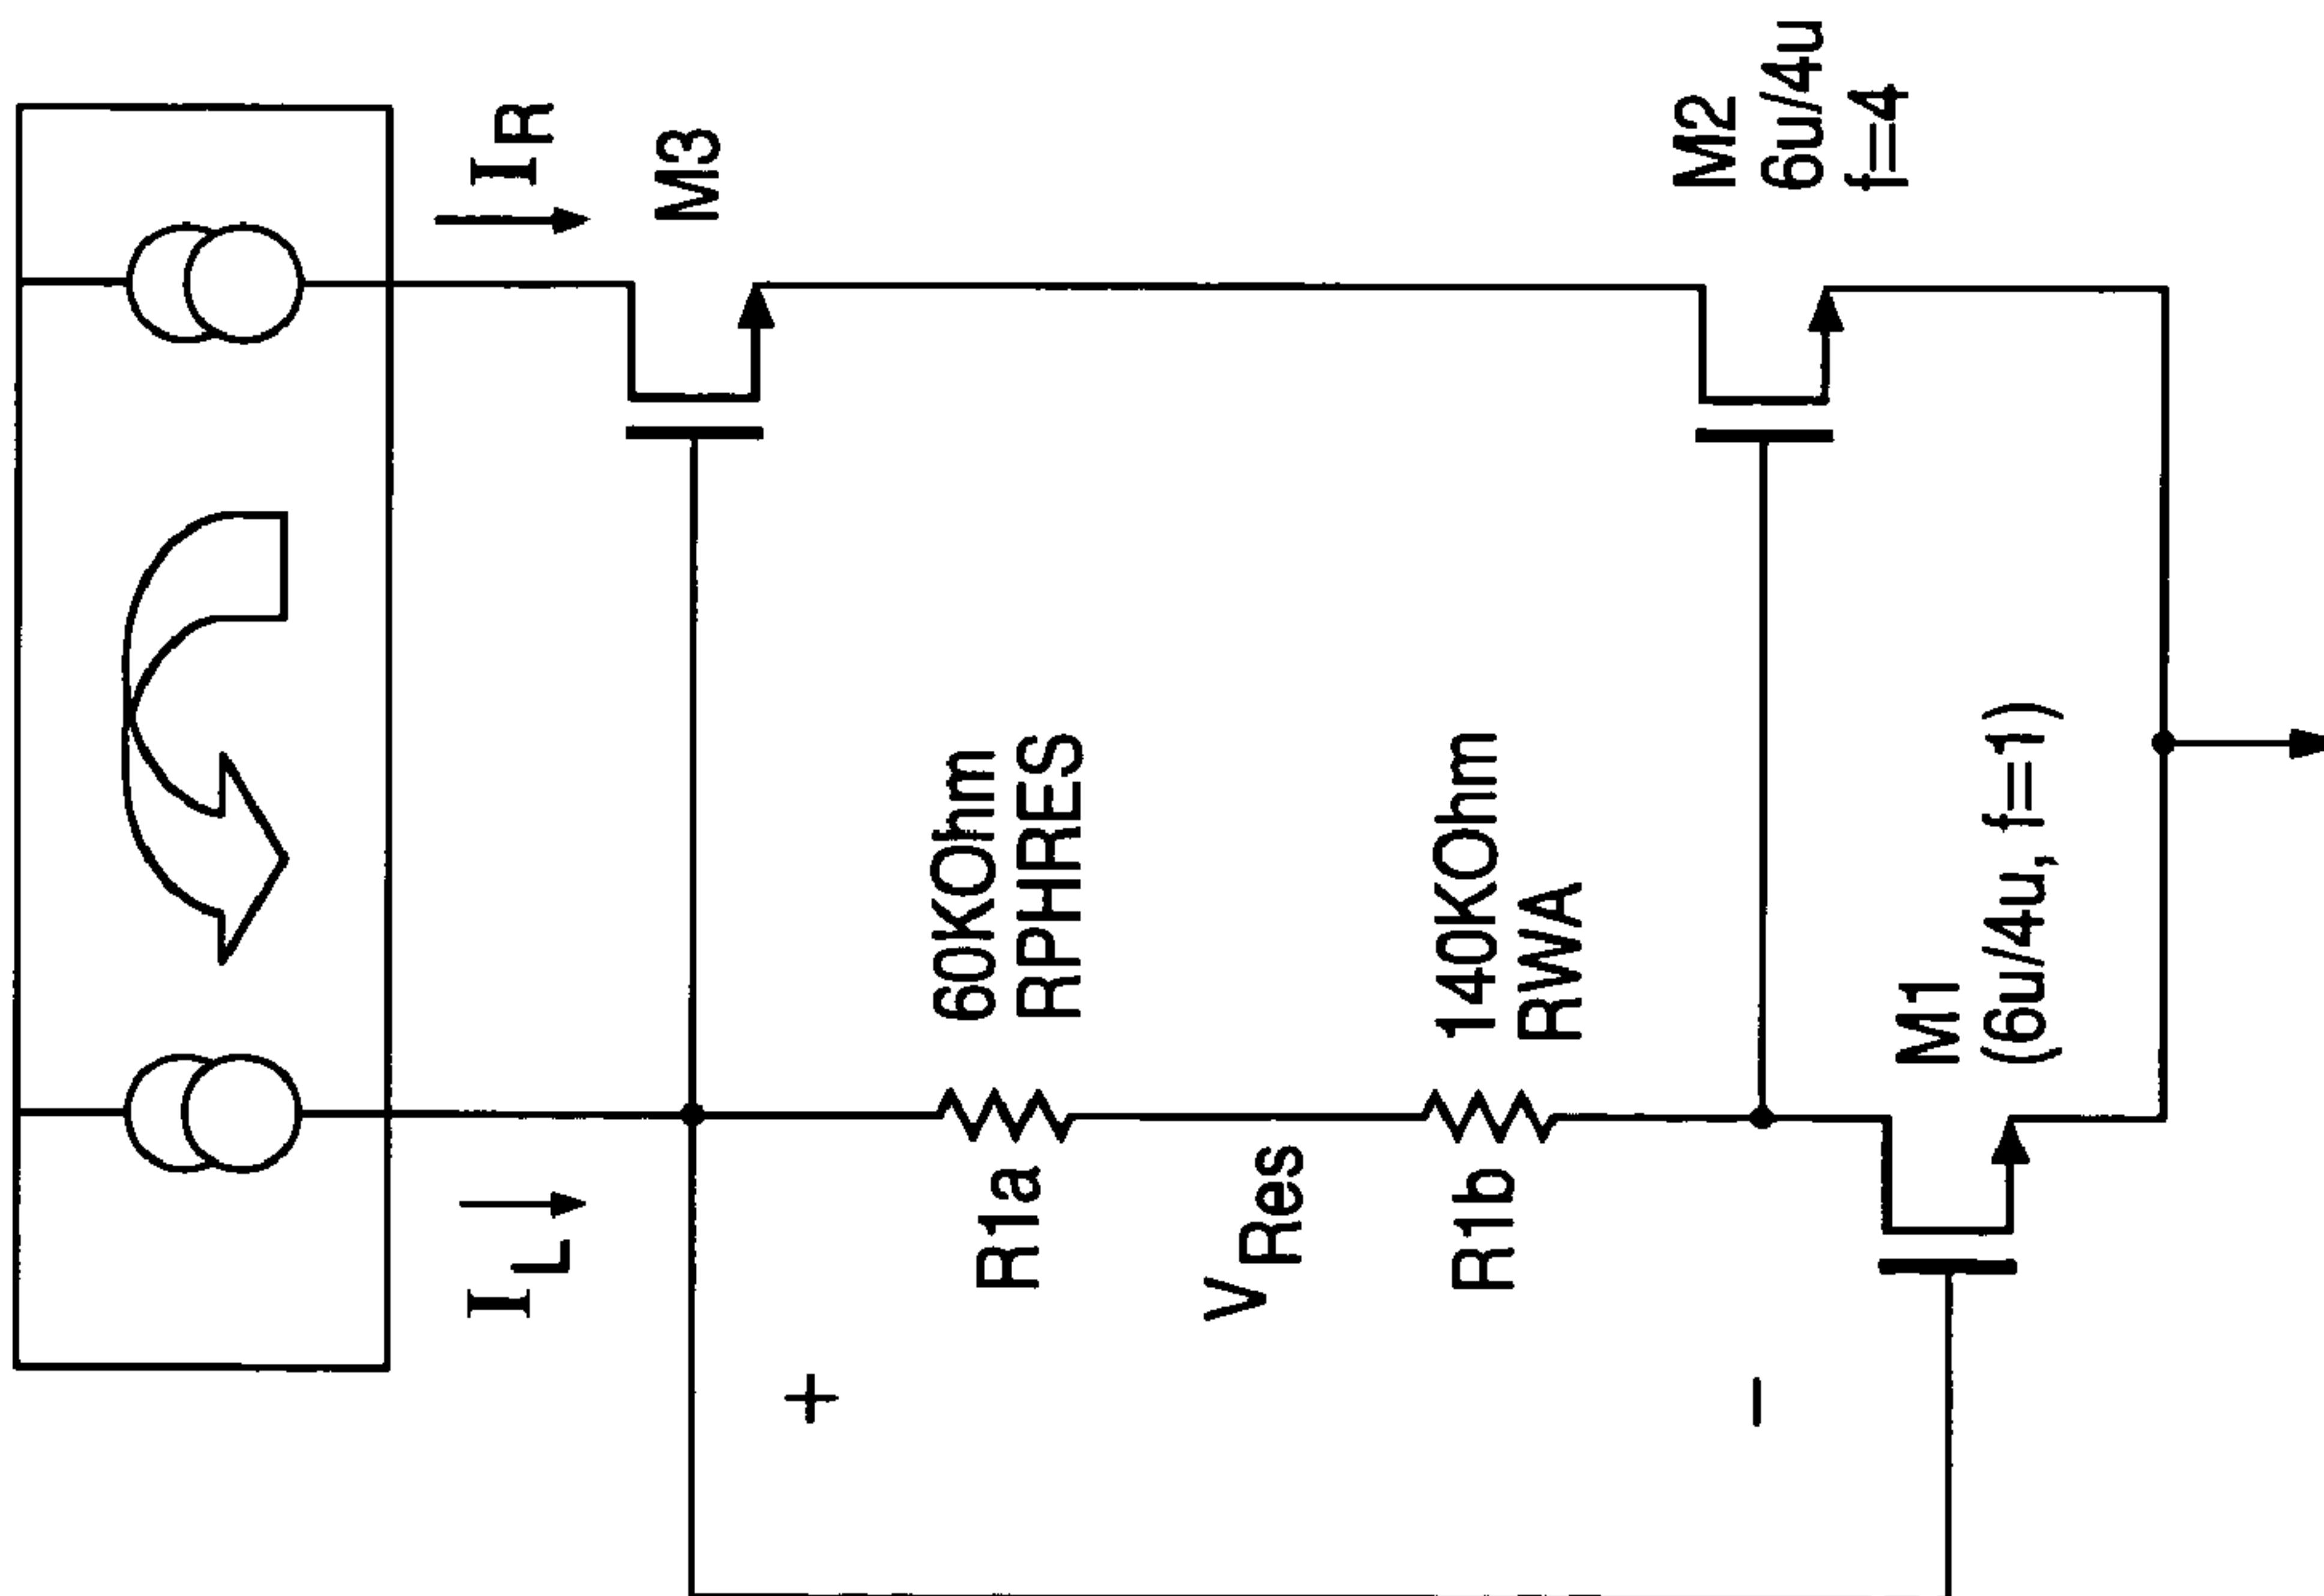 I_R
M3
M2
6u/4u
f=4
60KOhm
RPHRES
140KOhm
RWA
M1
(6u/4u, f=1)
I_L
R1a
V_Res
R1b
+
−